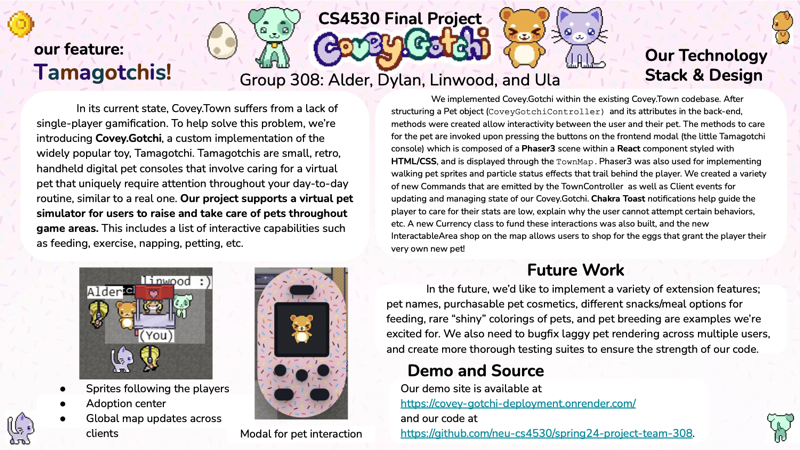 CS4530 Final Project
Covey.Gotchi
Group 308: Alder, Dylan, Linwood, and Ula
our feature:
Tamagotchis!
In its current state, Covey.Town suffers from a lack of
single-player gamification. To help solve this problem, we're
introducing Covey.Gotchi, a custom implementation of the
widely popular toy, Tamagotchi. Tamagotchis are small, retro,
handheld digital pet consoles that involve caring for a virtual
pet that uniquely require attention throughout your day-to-day
routine, similar to a real one. Our project supports a virtual pet
simulator for users to raise and take care of pets throughout
game areas. This includes a list of interactive capabilities such
as feeding, exercise, napping, petting, etc.
linwood :)
Alder
(You)
● Sprites following the players
● Adoption center
● Global map updates across
clients
Modal for pet interaction
Our Technology
Stack & Design
We implemented Covey.Gotchi within the existing Covey.Town codebase. After
structuring a Pet object (CoveyGotchiController) and its attributes in the back-end,
methods were created allow interactivity between the user and their pet. The methods to care
for the pet are invoked upon pressing the buttons on the frontend modal (the little Tamagotchi
console) which is composed of a Phaser3 scene within a React component styled with
HTML/CSS, and is displayed through the TownMap. Phaser3 was also used for implementing
walking pet sprites and particle status effects that trail behind the player. We created a variety
of new Commands that are emitted by the TownController as well as Client events for
updating and managing state of our Covey.Gotchi. Chakra Toast notifications help guide the
player to care for their stats are low, explain why the user cannot attempt certain behaviors,
etc. A new Currency class to fund these interactions was also built, and the new
InteractableArea shop on the map allows users to shop for the eggs that grant the player their
very own new pet!
Future Work
In the future, we'd like to implement a variety of extension features;
pet names, purchasable pet cosmetics, different snacks/meal options for
feeding, rare "shiny" colorings of pets, and pet breeding are examples we're
excited for. We also need to bugfix laggy pet rendering across multiple users,
and create more thorough testing suites to ensure the strength of our code.
Demo and Source
Our demo site is available at
https://covey-gotchi-deployment.onrender.com/
and our code at
https://github.com/neu-cs4530/spring24-project-team-308.